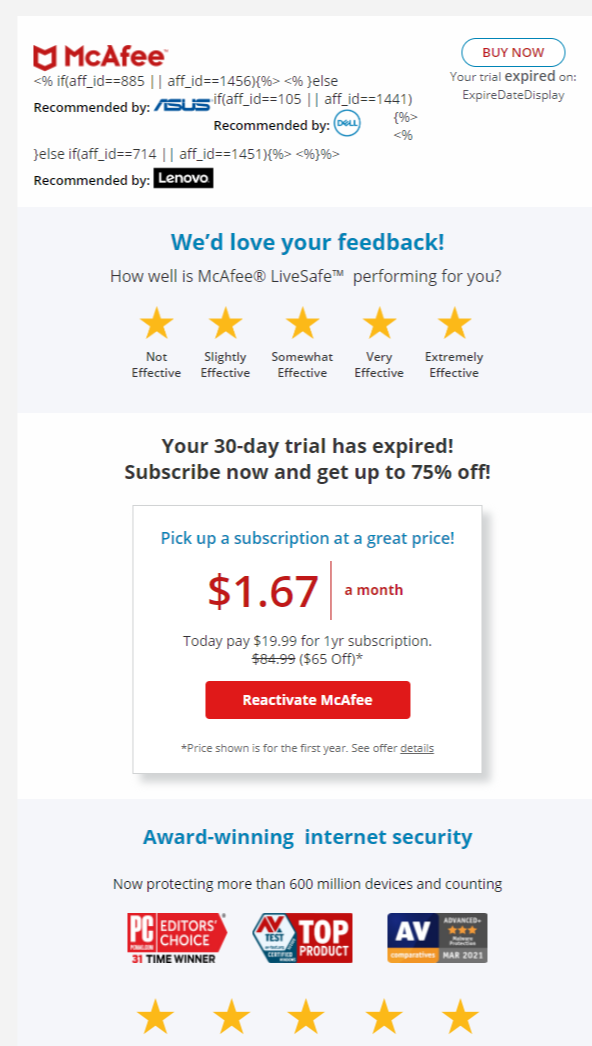 McAfee™
BUY NOW
Your trial expired on:
ExpireDateDisplay
<% if(aff_id==885 || aff_id==1456){%> <% }else
Recommended by: ASUS
if(aff_id==105 || aff_id==1441)
Recommended by: DELL
{%>
<%
}else if(aff_id==714 || aff_id==1451){%> <%}%>
Recommended by: Lenovo.
We’d love your feedback!
How well is McAfee® LiveSafe™ performing for you?
Not Effective
Slightly Effective
Somewhat Effective
Very Effective
Extremely Effective
Your 30-day trial has expired!
Subscribe now and get up to 75% off!
Pick up a subscription at a great price!
$1.67
a month
Today pay $19.99 for 1yr subscription.
$84.99 ($65 Off)*
Reactivate McAfee
*Price shown is for the first year. See offer details
Award-winning internet security
Now protecting more than 600 million devices and counting
PC
EDITORS’
CHOICE
31 TIME WINNER
AV
TEST
CERTIFIED
TOP
PRODUCT
AV
comparatives
ADVANCED+
Malware
Protection
MAR 2021